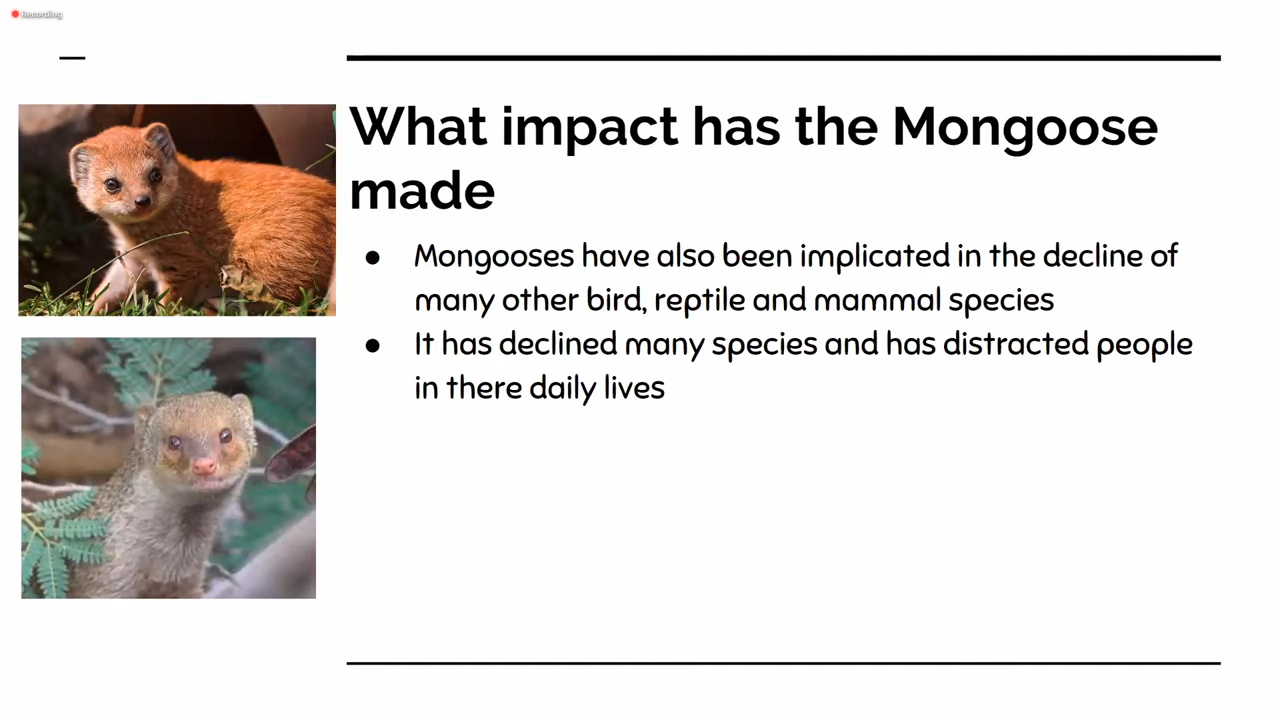 Recording
What impact has the Mongoose
made
● Mongooses have also been implicated in the decline of
many other bird, reptile and mammal species
● It has declined many species and has distracted people
in there daily lives